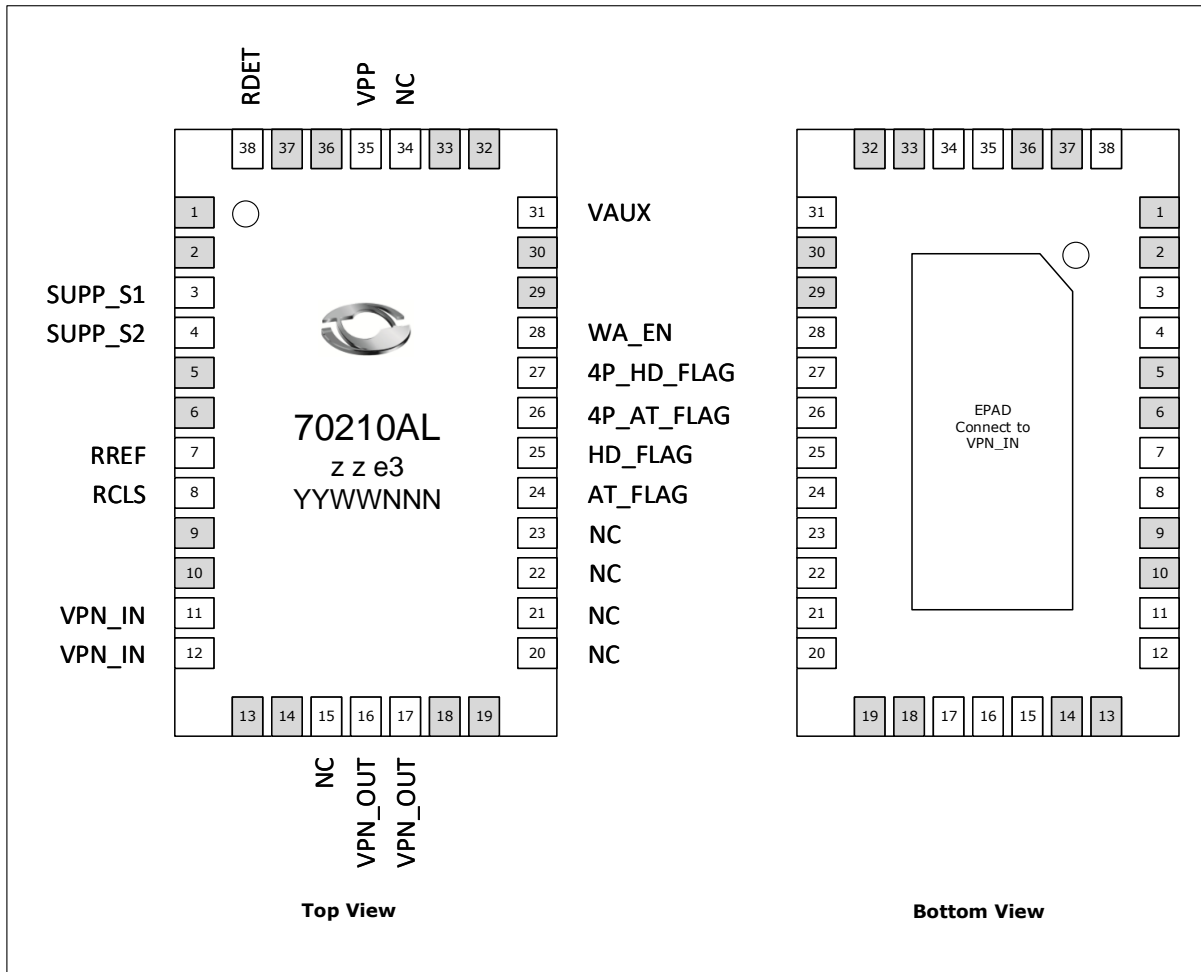 RDET
VPP
NC
38 37 36 35 34 33 32
1
2
SUPP_S1 3
SUPP_S2 4
5
6
RREF 7
RCLS 8
9
10
VPN_IN 11
VPN_IN 12
70210AL
z z e3
YYWWNNN
31 VAUX
30
29
28 WA_EN
27 4P_HD_FLAG
26 4P_AT_FLAG
25 HD_FLAG
24 AT_FLAG
23 NC
22 NC
21 NC
20 NC
13 14 15 16 17 18 19
NC
VPN_OUT
VPN_OUT
Top View
32 33 34 35 36 37 38
31
30
29
28
27
26
25
24
23
22
21
20
EPAD
Connect to
VPN_IN
1
2
3
4
5
6
7
8
9
10
11
12
19 18 17 16 15 14 13
Bottom View